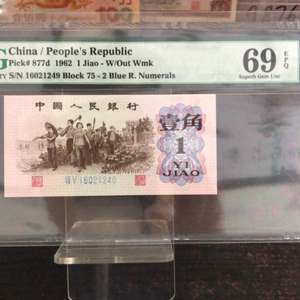 China / People's Republic
Pick# 877d 1962 1 Jiao - W/Out Wmk
S/N 16021249 Block 75 - 2 Blue R. Numerals
69
EPQ
Superb Gem Unc
中國人民銀行
壹角
1
YI
JIAO
16021249